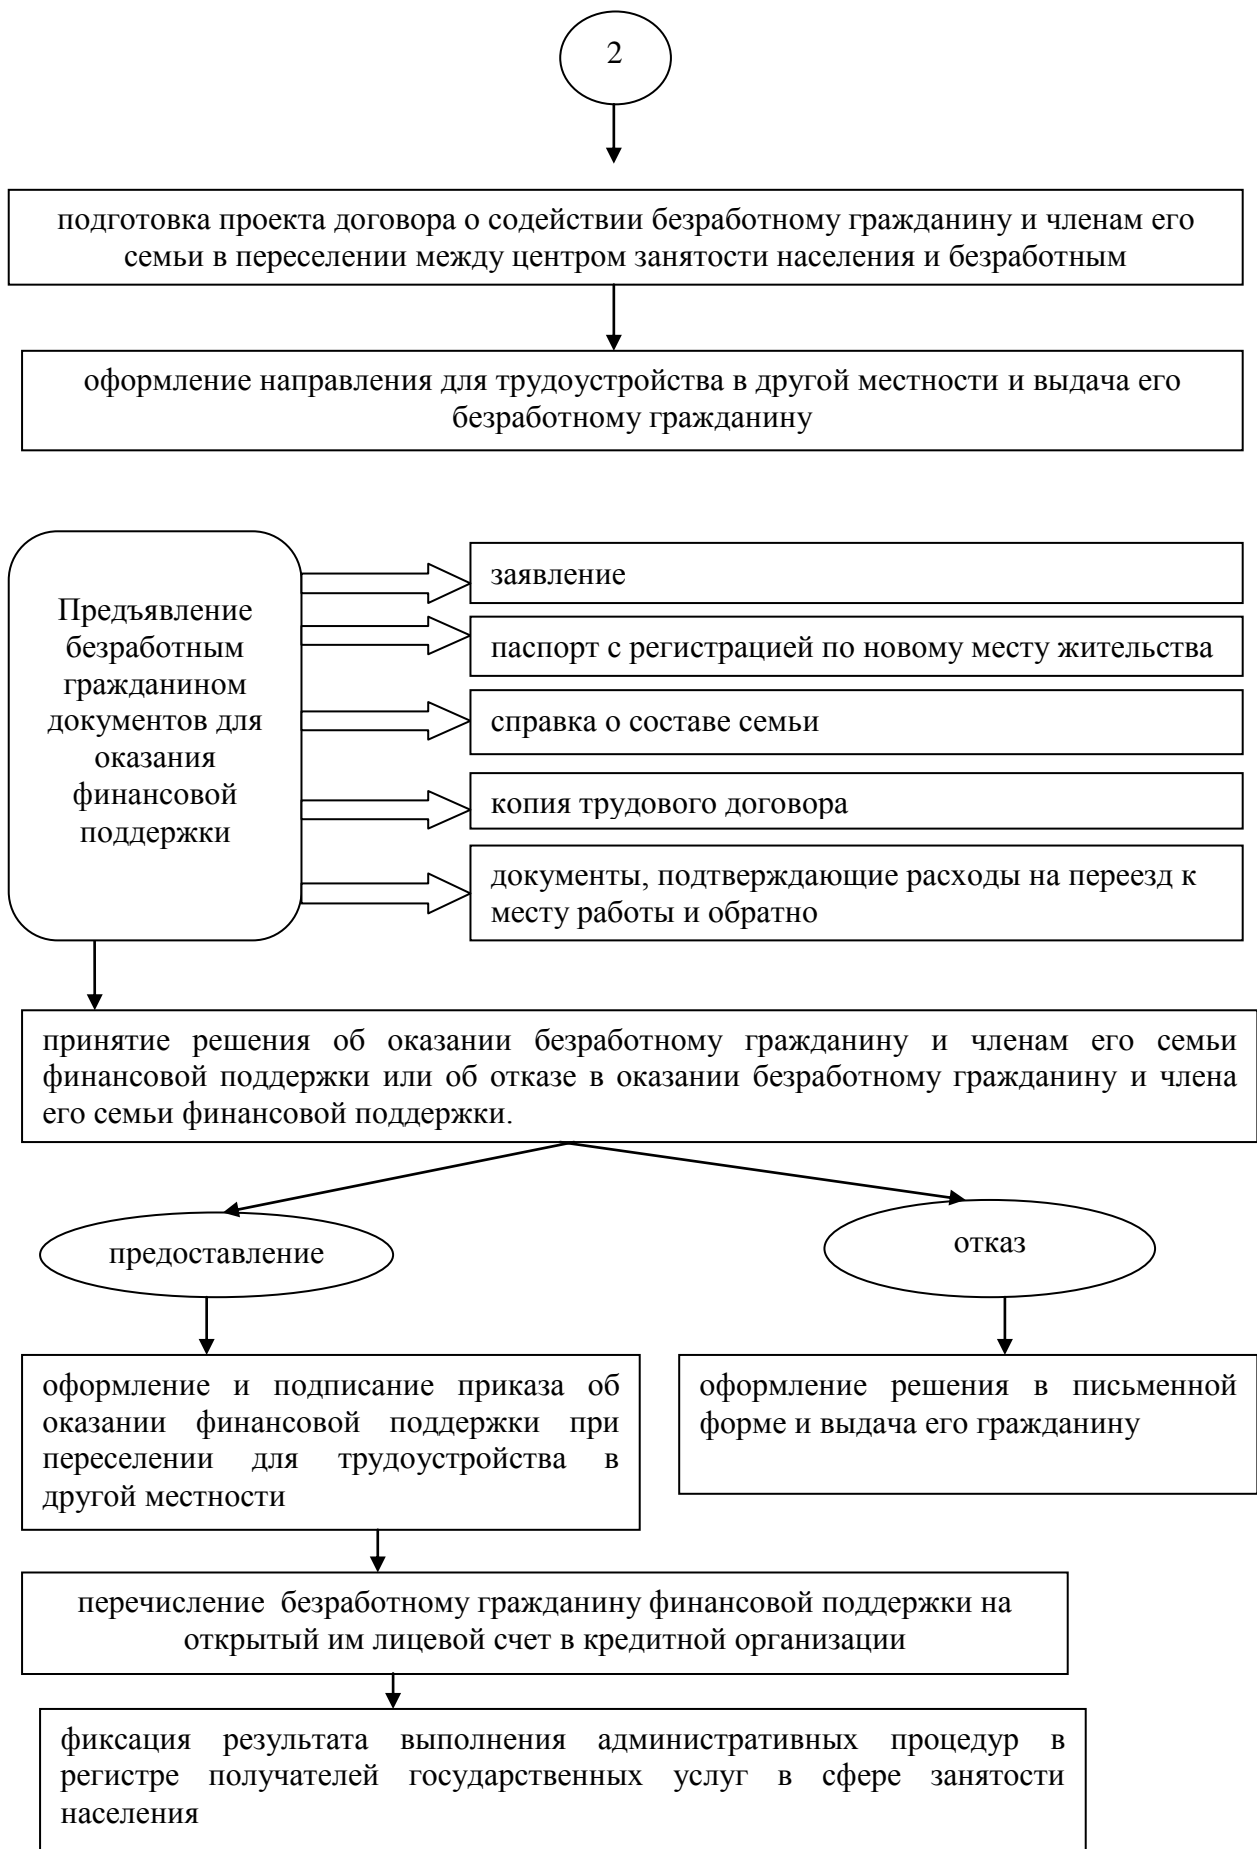 2
подготовка проекта договора о содействии безработному гражданину и членам его
семьи в переселении между центром занятости населения и безработным
оформление направления для трудоустройства в другой местности и выдача его
безработному гражданину
Предъявление
безработным
гражданином
документов для
оказания
финансовой
поддержки
заявление
паспорт с регистрацией по новому месту жительства
справка о составе семьи
копия трудового договора
документы, подтверждающие расходы на переезд к
месту работы и обратно
принятие решения об оказании безработному гражданину и членам его семьи
финансовой поддержки или об отказе в оказании безработному гражданину и члена
его семьи финансовой поддержки.
предоставление
отказ
оформление и подписание приказа об
оказании финансовой поддержки при
переселении для трудоустройства в
другой местности
оформление решения в письменной
форме и выдача его гражданину
перечисление безработному гражданину финансовой поддержки на
открытый им лицевой счет в кредитной организации
фиксация результата выполнения административных процедур в
регистре получателей государственных услуг в сфере занятости
населения